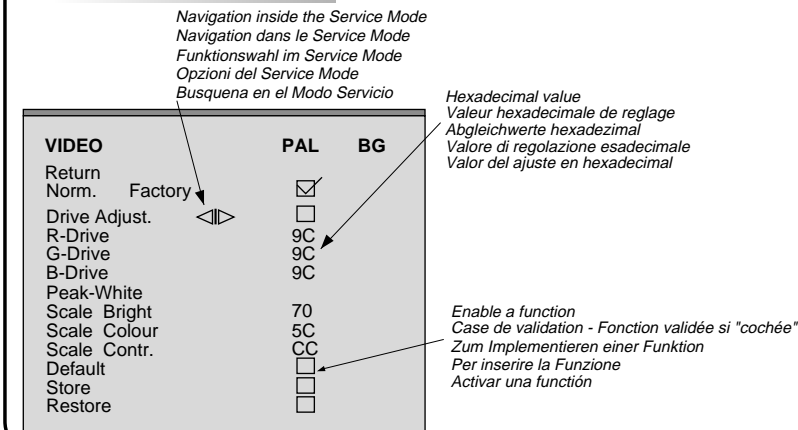 Navigation inside the Service Mode
Navigation dans le Service Mode
Funktionswahl im Service Mode
Opzioni del Service Mode
Busquena en el Modo Servicio
Hexadecimal value
Valeur hexadecimale de reglage
Abgleichwerte hexadezimal
Valore di regolazione esadecimale
Valor del ajuste en hexadecimal
VIDEO PAL BG
Return
Norm. Factory
Drive Adjust.
R-Drive 9C
G-Drive 9C
B-Drive 9C
Peak-White
Scale Bright 70
Scale Colour 5C
Scale Contr. CC
Default
Store
Restore
Enable a function
Case de validation - Fonction validée si "cochée"
Zum Implementieren einer Funktion
Per inserire la Funzione
Activar una functión